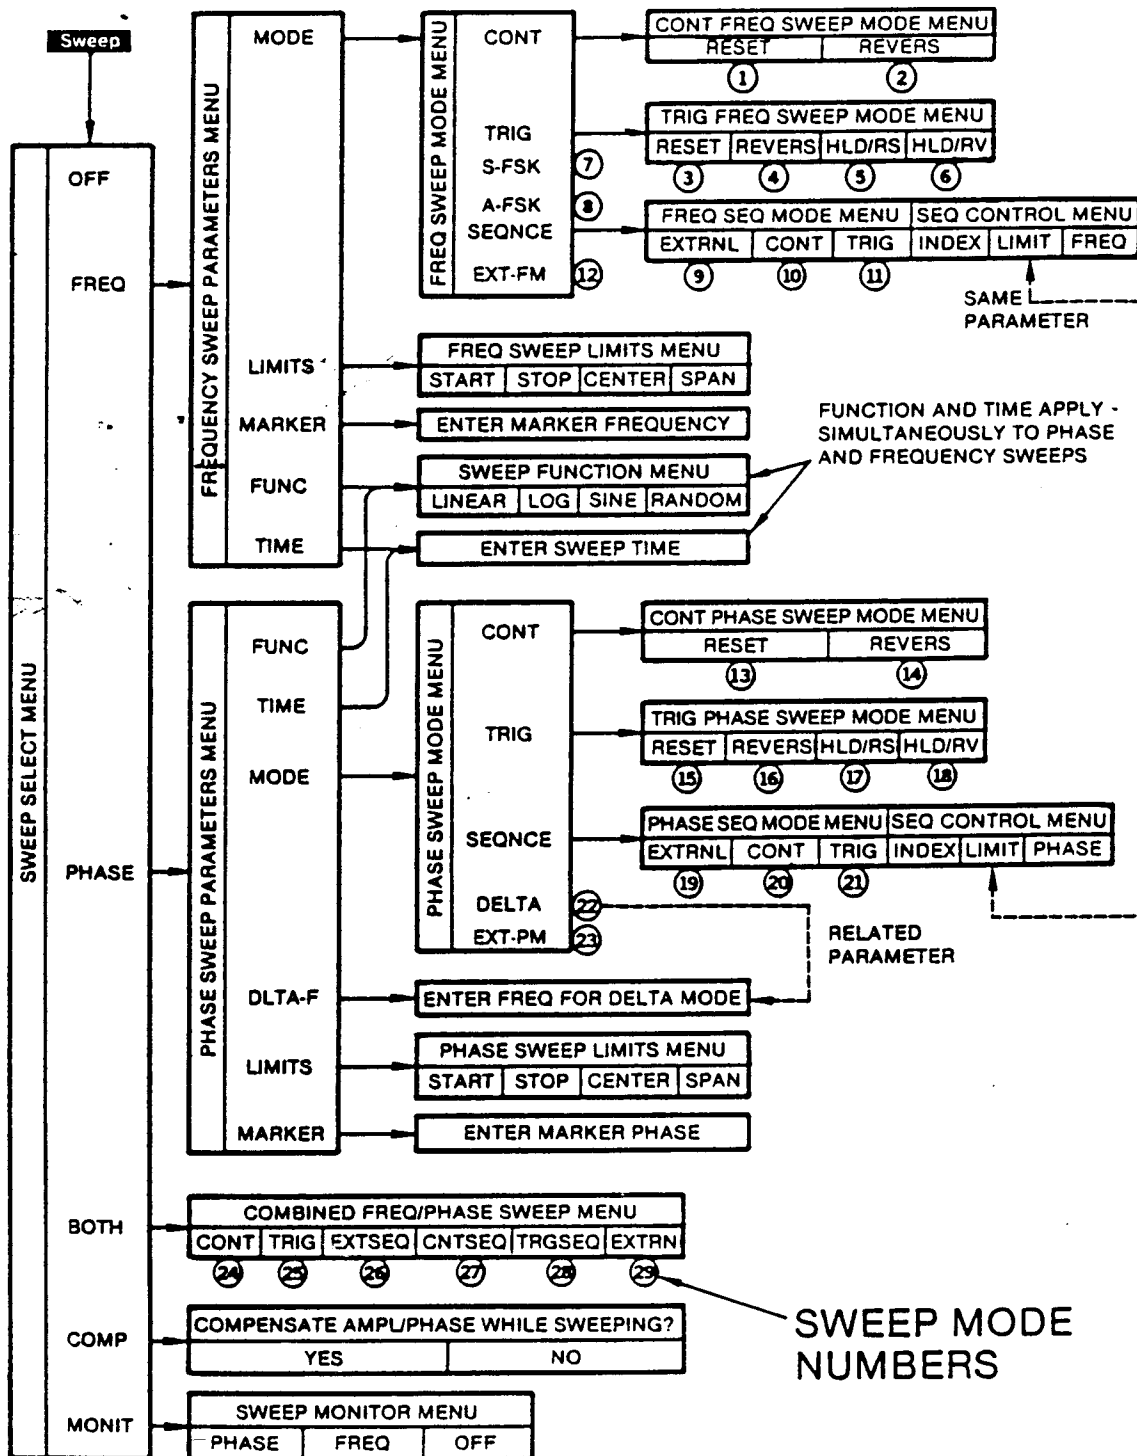 Sweep
SWEEP SELECT MENU
OFF
FREQ
PHASE
BOTH
COMP
MONIT
FREQUENCY SWEEP PARAMETERS MENU
MODE
LIMITS
MARKER
FUNC
TIME
FREQ SWEEP MODE MENU
CONT
TRIG
S-FSK 7
A-FSK 8
SEQNCE
EXT-FM 12
CONT FREQ SWEEP MODE MENU
RESET REVERS
1 2
TRIG FREQ SWEEP MODE MENU
RESET REVERS HLD/RS HLD/RV
3 4 5 6
FREQ SEQ MODE MENU SEQ CONTROL MENU
EXTRNL CONT TRIG INDEX LIMIT FREQ
9 10 11
SAME
PARAMETER
FREQ SWEEP LIMITS MENU
START STOP CENTER SPAN
ENTER MARKER FREQUENCY
SWEEP FUNCTION MENU
LINEAR LOG SINE RANDOM
ENTER SWEEP TIME
FUNCTION AND TIME APPLY -
SIMULTANEOUSLY TO PHASE
AND FREQUENCY SWEEPS
PHASE SWEEP PARAMETERS MENU
FUNC
TIME
MODE
DLTA-F
LIMITS
MARKER
PHASE SWEEP MODE MENU
CONT
TRIG
SEQNCE
DELTA 22
EXT-PM 23
CONT PHASE SWEEP MODE MENU
RESET REVERS
13 14
TRIG PHASE SWEEP MODE MENU
RESET REVERS HLD/RS HLD/RV
15 16 17 18
PHASE SEQ MODE MENU SEQ CONTROL MENU
EXTRNL CONT TRIG INDEX LIMIT PHASE
19 20 21
RELATED
PARAMETER
ENTER FREQ FOR DELTA MODE
PHASE SWEEP LIMITS MENU
START STOP CENTER SPAN
ENTER MARKER PHASE
COMBINED FREQ/PHASE SWEEP MENU
CONT TRIG EXTSEQ CNTSEQ TRGSEQ EXTRN
24 25 26 27 28 29
SWEEP MODE
NUMBERS
COMPENSATE AMPL/PHASE WHILE SWEEPING?
YES NO
SWEEP MONITOR MENU
PHASE FREQ OFF